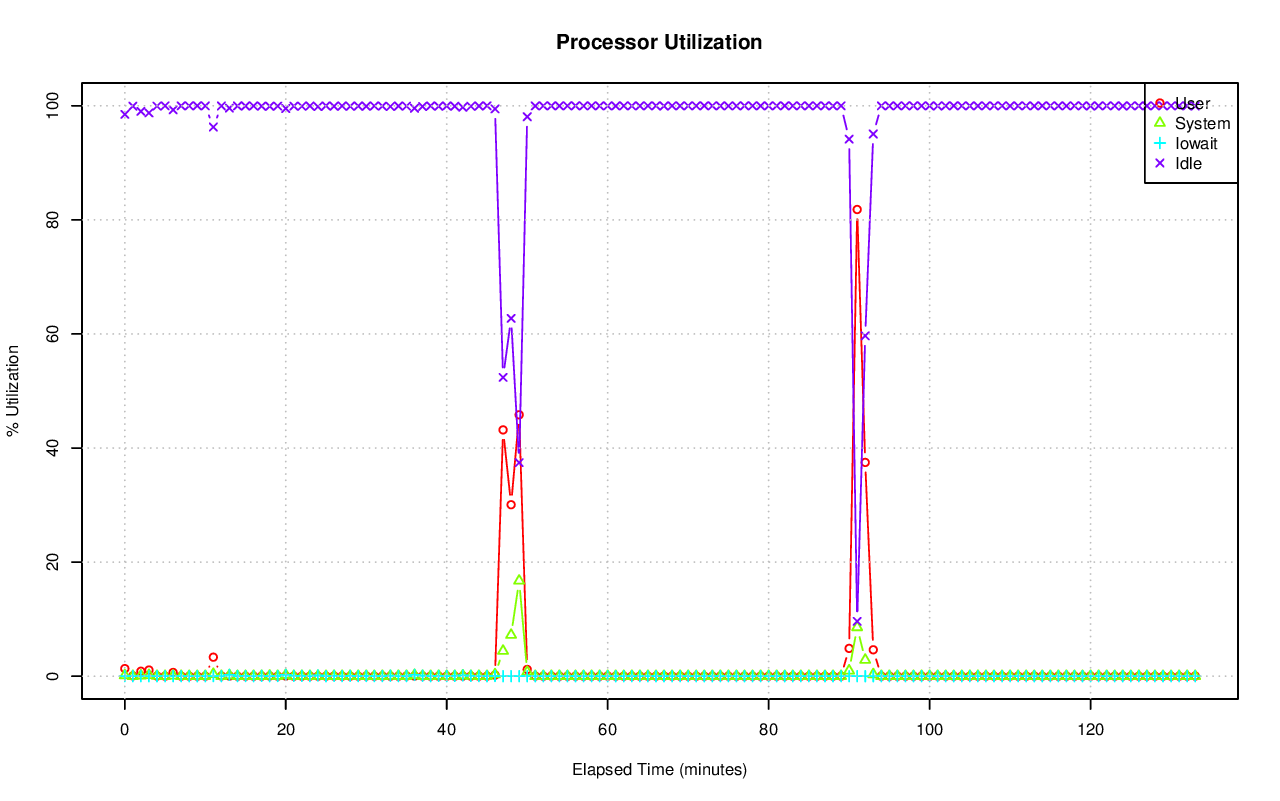 Processor Utilization
100
80
60
40
20
0
% Utilization
User
System
Iowait
Idle
0 20 40 60 80 100 120
Elapsed Time (minutes)